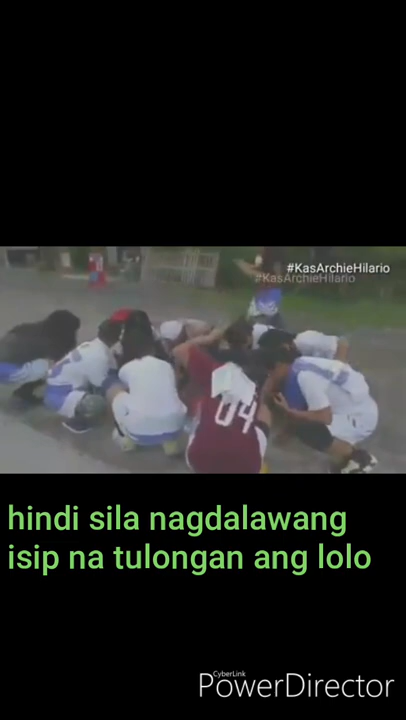 #KasArchieHilario
#KasArchieHilario
04
hindi sila nagdalawang
isip na tulongan ang lolo
CyberLink
PowerDirector